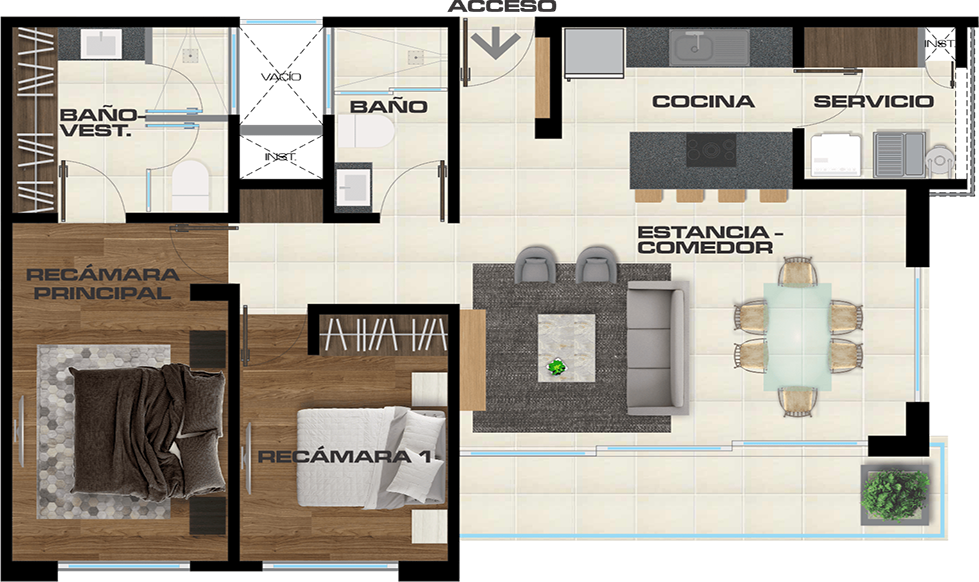 ACCESO
INST.
VACÍO
COCINA
SERVICIO
BAÑO-
VEST.
BAÑO
INST.
ESTANCIA -
COMEDOR
RECÁMARA
PRINCIPAL
RECÁMARA 1